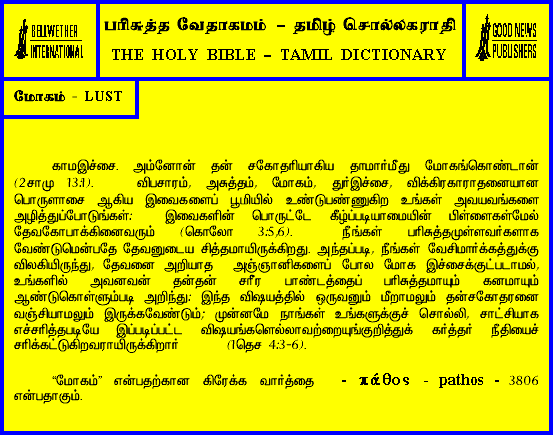 BELLWETHER
INTERNATIONAL
பரிசுத்த வேதாகமம் – தமிழ் சொல்லகராதி
THE HOLY BIBLE – TAMIL DICTIONARY
GOOD NEWS
PUBLISHERS
மோகம் - LUST
காமஇச்சை. அம்னோன் தன் சகோதரியாகிய தாமார்மீது மோகங்கொண்டான்
(2சாமு 13:1). விபசாரம், அசுத்தம், மோகம், துர்இச்சை, விக்கிரகாராதனையான
பொருளாசை ஆகிய இவைகளைப் பூமியில் உண்டுபண்ணுகிற உங்கள் அவயவங்களை
அழித்துப்போடுங்கள்; இவைகளின் பொருட்டே கீழ்ப்படியாமையின் பிள்ளைகள்மேல்
தேவகோபாக்கினைவரும் (கொலோ 3:5,6). நீங்கள் பரிசுத்தமுள்ளவர்களாக
வேண்டுமென்பதே தேவனுடைய சித்தமாயிருக்கிறது. அந்தப்படி, நீங்கள் வேசிமார்க்கத்துக்கு
விலகியிருந்து, தேவனை அறியாத அஞ்ஞானிகளைப் போல மோக இச்சைக்குட்படாமல்,
உங்களில் அவனவன் தன்தன் சரீர பாண்டத்தைப் பரிசுத்தமாயும் கனமாயும்
ஆண்டுகொள்ளும்படி அறிந்து; இந்த விஷயத்தில் ஒருவனும் மீறாமலும் தன்சகோதரனை
வஞ்சியாமலும் இருக்கவேண்டும்; முன்னமே நாங்கள் உங்களுக்குச் சொல்லி, சாட்சியாக
எச்சரித்தபடியே இப்படிப்பட்ட விஷயங்களெல்லாவற்றையுங்குறித்துக் கர்த்தர் நீதியைச்
சரிக்கட்டுகிறவராயிருக்கிறார் (1தெச 4:3-6).
“மோகம்” என்பதற்கான கிரேக்க வார்த்தை - πάθος - pathos - 3806
என்பதாகும்.